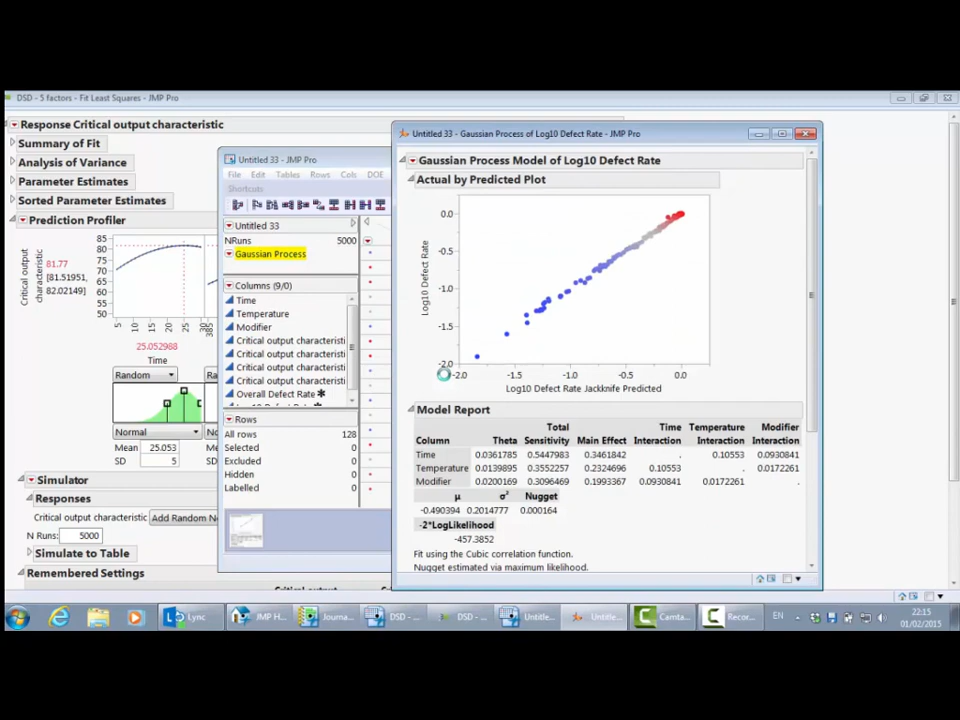 DSD - 5 factors - Fit Least Squares - JMP Pro
Response Critical output characteristic
Summary of Fit
Analysis of Variance
Parameter Estimates
Sorted Parameter Estimates
Prediction Profiler
Critical output
characteristic
81.77
[81.51951,
82.02149]
85
80
75
70
65
60
55
50
5
10
15
20
25
30
385
25.052988
Time
Random
Ra
Normal
No
Mean 25.053
SD 5
Simulator
Responses
Critical output characteristic Add Random No
N Runs: 5000
Simulate to Table
Remembered Settings
Critical output
Untitled 33 - JMP Pro
File Edit Tables Rows Cols DOE
Shortcuts
Untitled 33
NRuns 5000
Gaussian Process
Columns (9/0)
Time
Temperature
Modifier
Critical output characteristi
Critical output characteristi
Critical output characteristi
Critical output characteristi
Overall Defect Rate
Rows
All rows 128
Selected 0
Excluded 0
Hidden 0
Labelled 0
Untitled 33 - Gaussian Process of Log10 Defect Rate - JMP Pro
Gaussian Process Model of Log10 Defect Rate
Actual by Predicted Plot
Log10 Defect Rate
0.0
-0.5
-1.0
-1.5
-2.0
-2.0 -1.5 -1.0 -0.5 0.0
Log10 Defect Rate Jackknife Predicted
Model Report
Total Time Temperature Modifier
Column Theta Sensitivity Main Effect Interaction Interaction Interaction
Time 0.0361785 0.5447983 0.3461842 . 0.10553 0.0930841
Temperature 0.0139895 0.3552257 0.2324696 0.10553 . 0.0172261
Modifier 0.0200169 0.3096469 0.1993367 0.0930841 0.0172261 .
μ σ² Nugget
-0.490394 0.2014777 0.000164
-2*LogLikelihood
-457.3852
Fit using the Cubic correlation function.
Nugget estimated via maximum likelihood.
Lync
JMP H...
Journa...
DSD - ...
DSD - ...
Untitle...
Untitle...
Camta...
Recor...
EN
22:15
01/02/2015